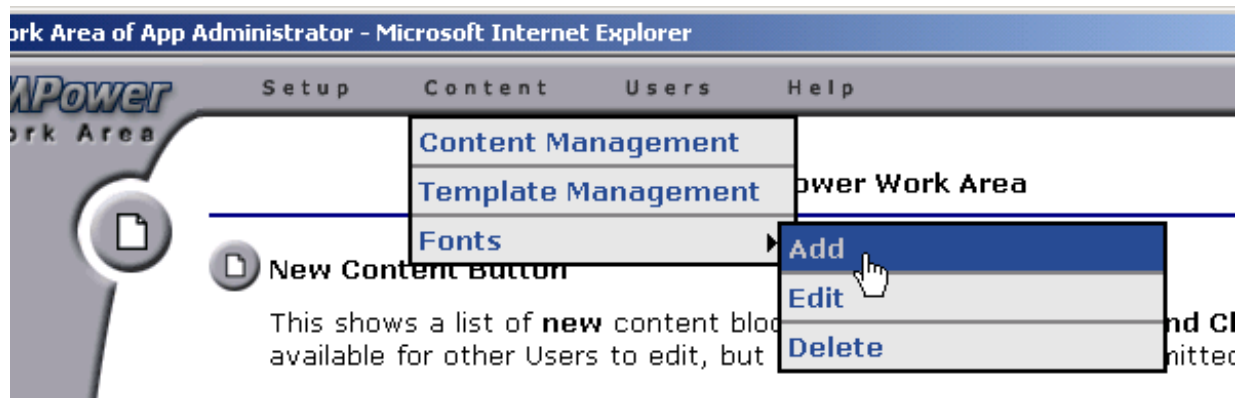 ork Area of App Administrator - Microsoft Internet Explorer
MPower
ork Area
Setup Content Users Help
Content Management
Template Management
Fonts
Add
Edit
Delete
ower Work Area
New Content Button
This shows a list of new content bloc nd Cl
available for other Users to edit, but nitted